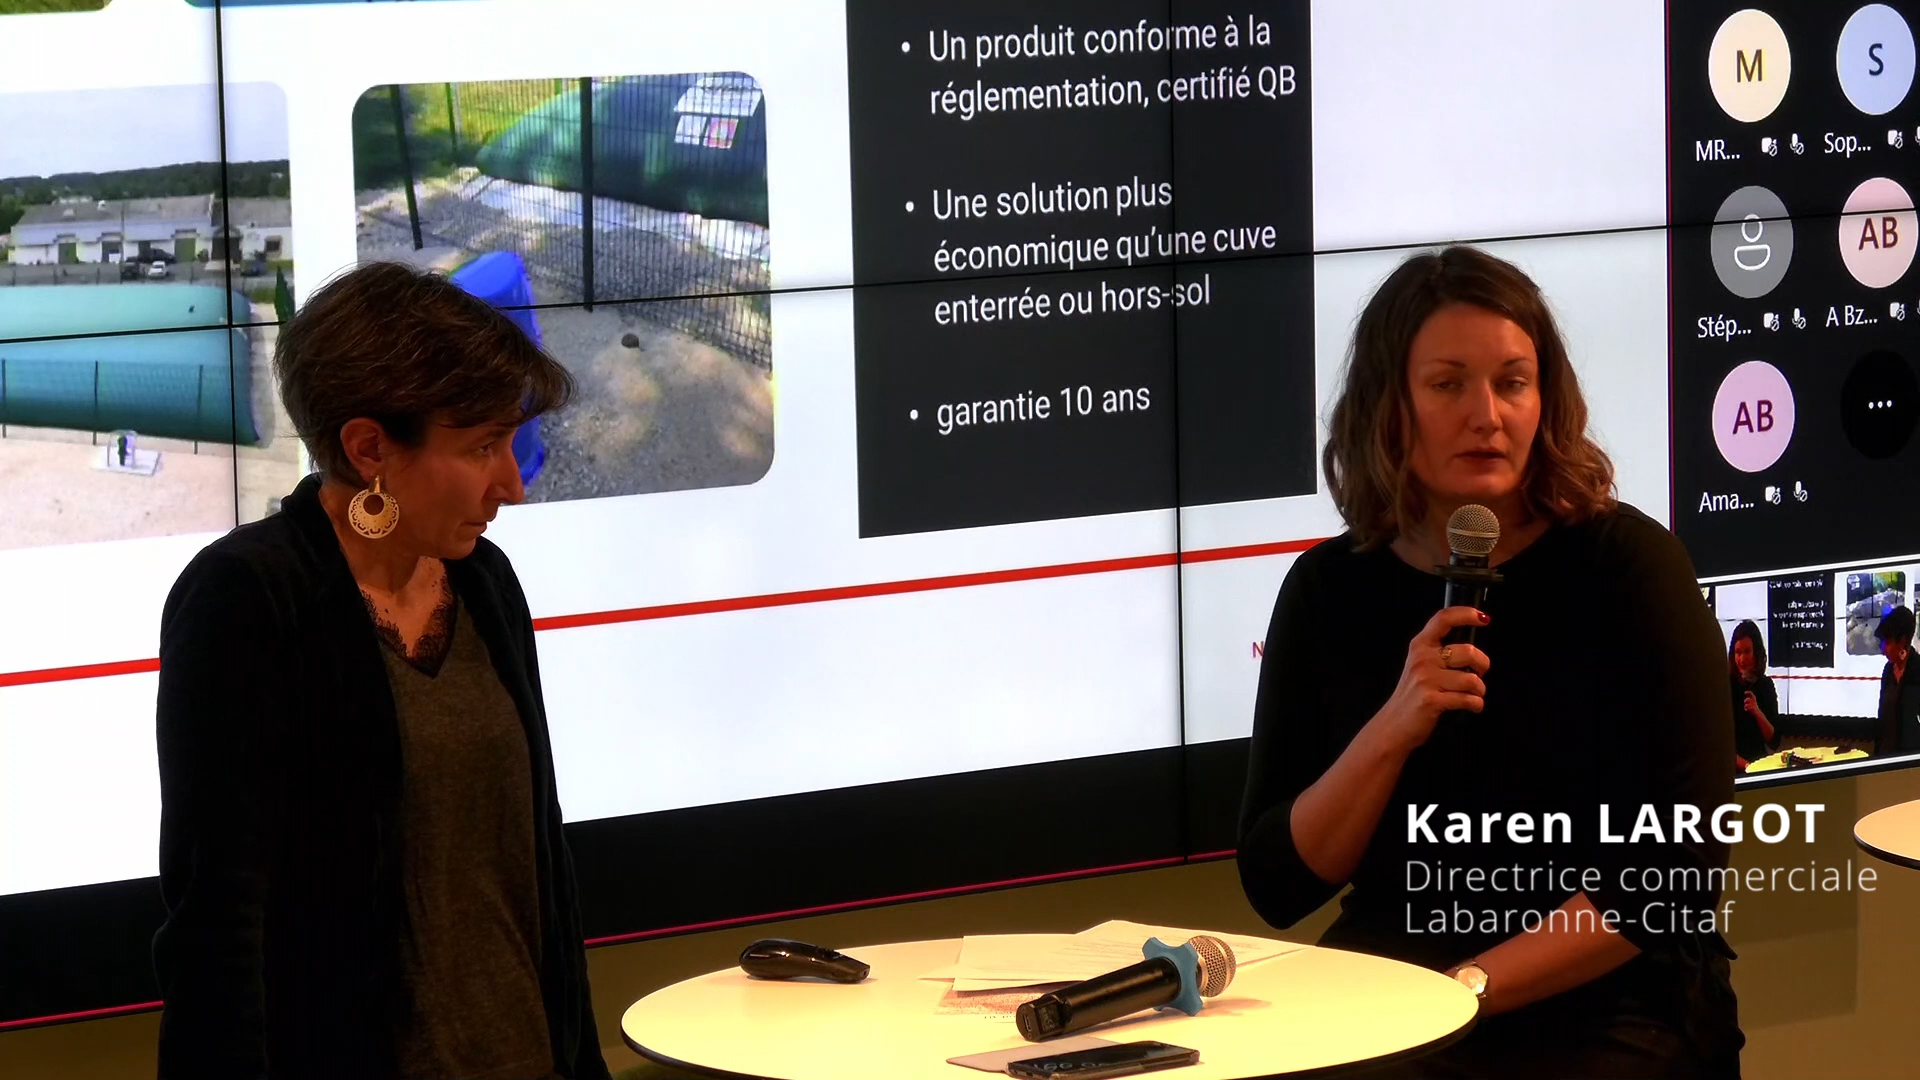 • Un produit conforme à la
réglementation, certifié QB
• Une solution plus
économique qu'une cuve
enterrée ou hors-sol
• garantie 10 ans
N
M
S
MR...
Sop...
AB
Stép...
A Bz...
AB
...
Ama...
Karen LARGOT
Directrice commerciale
Labaronne-Citaf